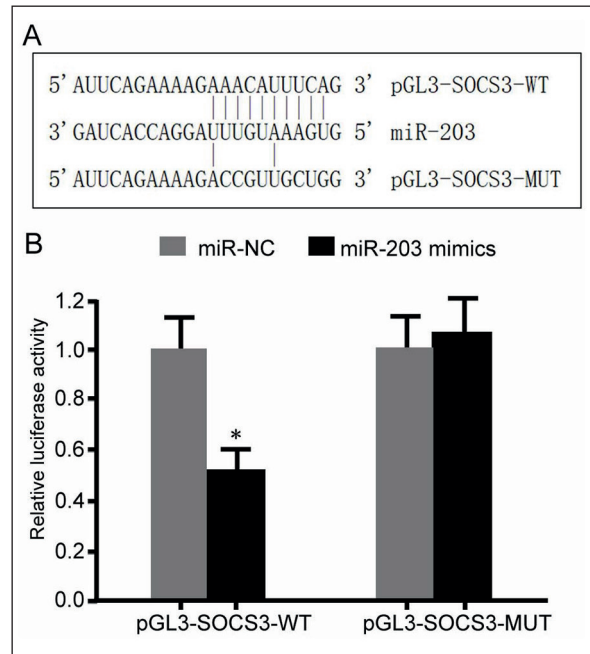 A
5' AUUCAGAAAAGAAACAUUUCAG 3' pGL3-SOCS3-WT
3' GAUCACCAGGAUUUGUAAAGUG 5' miR-203
5' AUUCAGAAAAGACCGUUGCUGG 3' pGL3-SOCS3-MUT
B
miR-NC
miR-203 mimics
Relative luciferase activity
1.2
1.0
0.8
0.6
0.4
0.2
0.0
*
pGL3-SOCS3-WT
pGL3-SOCS3-MUT